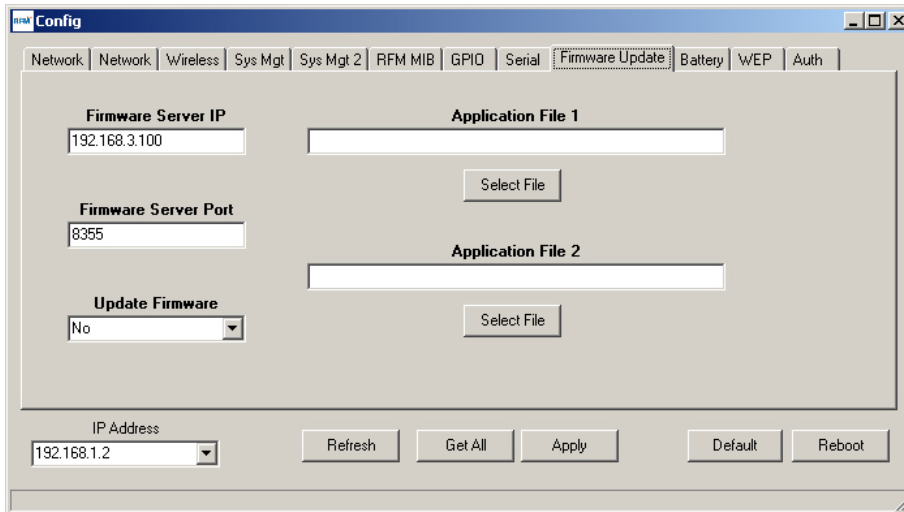 RFM Config
Network Network Wireless Sys Mgt Sys Mgt 2 RFM MIB GPIO Serial Firmware Update Battery WEP Auth
Firmware Server IP
192.168.3.100
Firmware Server Port
8355
Update Firmware
No
Application File 1
Select File
Application File 2
Select File
IP Address
192.168.1.2
Refresh Get All Apply Default Reboot